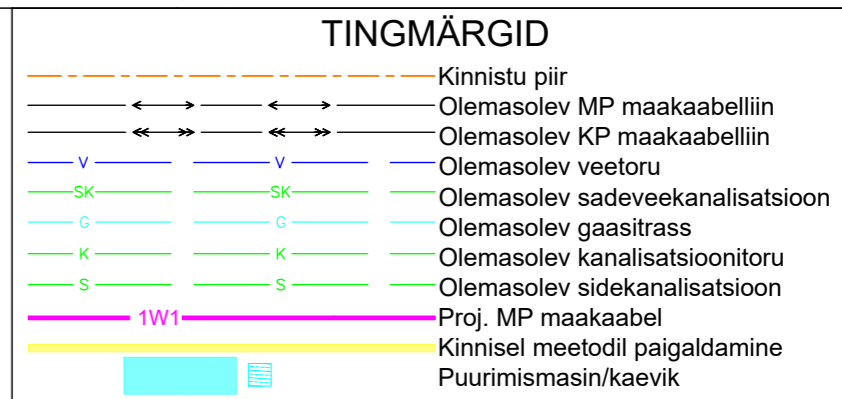 TINGMÄRGID
Kinnistu piir
Olemasolev MP maakaabelliin
Olemasolev KP maakaabelliin
V V Olemasolev veetoru
SK SK Olemasolev sadeveekanalisatsioon
G G Olemasolev gaasitrass
K K Olemasolev kanalisatsioonitoru
S S Olemasolev sidekanalisatsioon
1W1 Proj. MP maakaabel
Kinnisel meetodil paigaldamine
Puurimismasin/kaevik